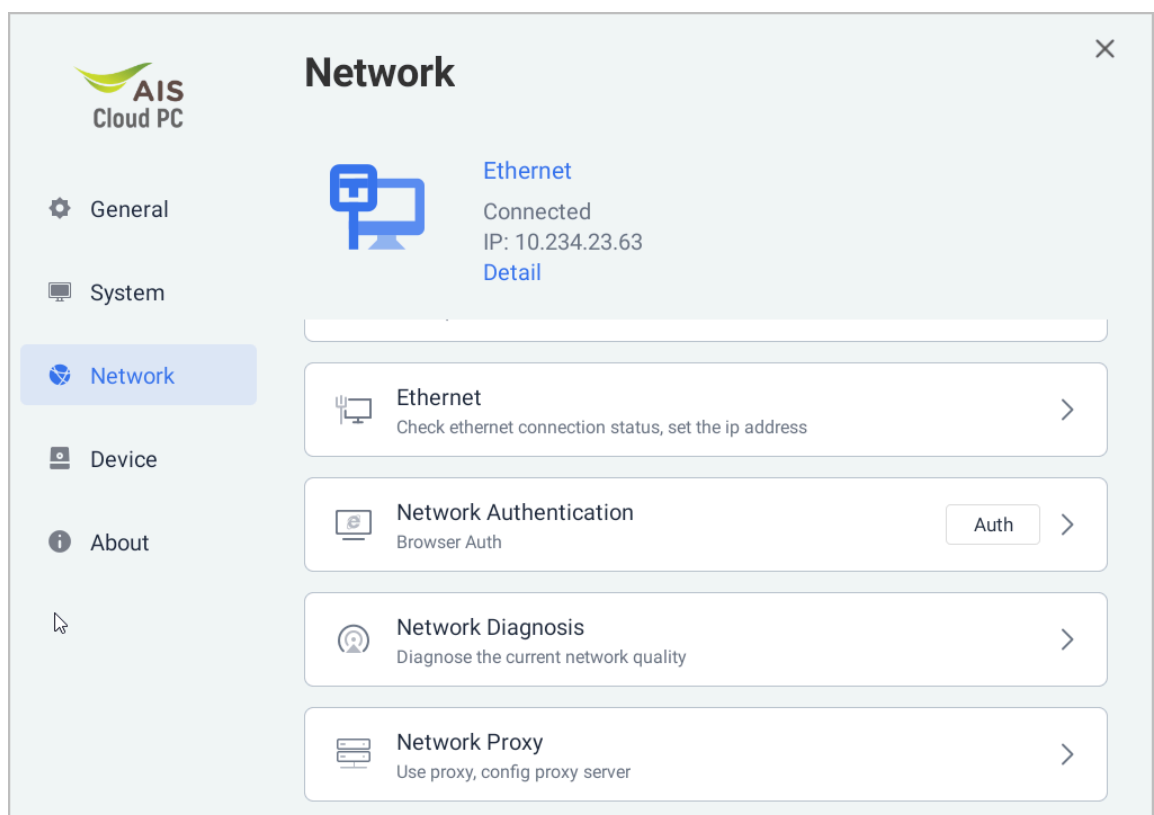 AIS
Cloud PC
General
System
Network
Device
About
Network
Ethernet
Connected
IP: 10.234.23.63
Detail
Ethernet
Check ethernet connection status, set the ip address
Network Authentication
Browser Auth
Auth
Network Diagnosis
Diagnose the current network quality
Network Proxy
Use proxy, config proxy server